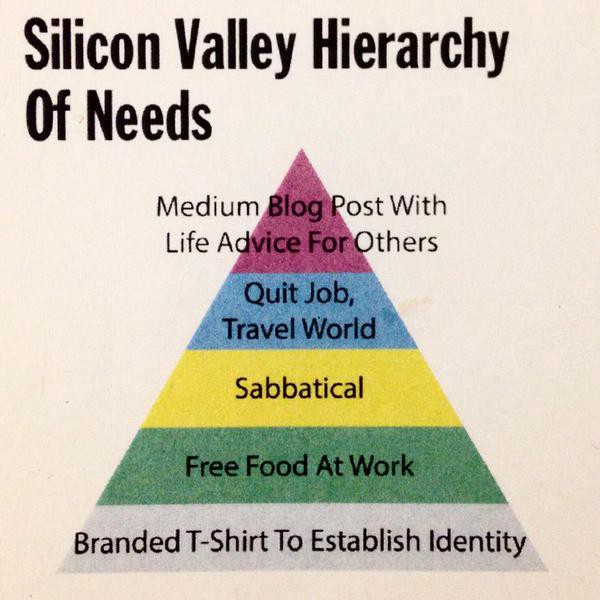 Silicon Valley Hierarchy
Of Needs
Medium Blog Post With
Life Advice For Others
Quit Job,
Travel World
Sabbatical
Free Food At Work
Branded T-Shirt To Establish Identity